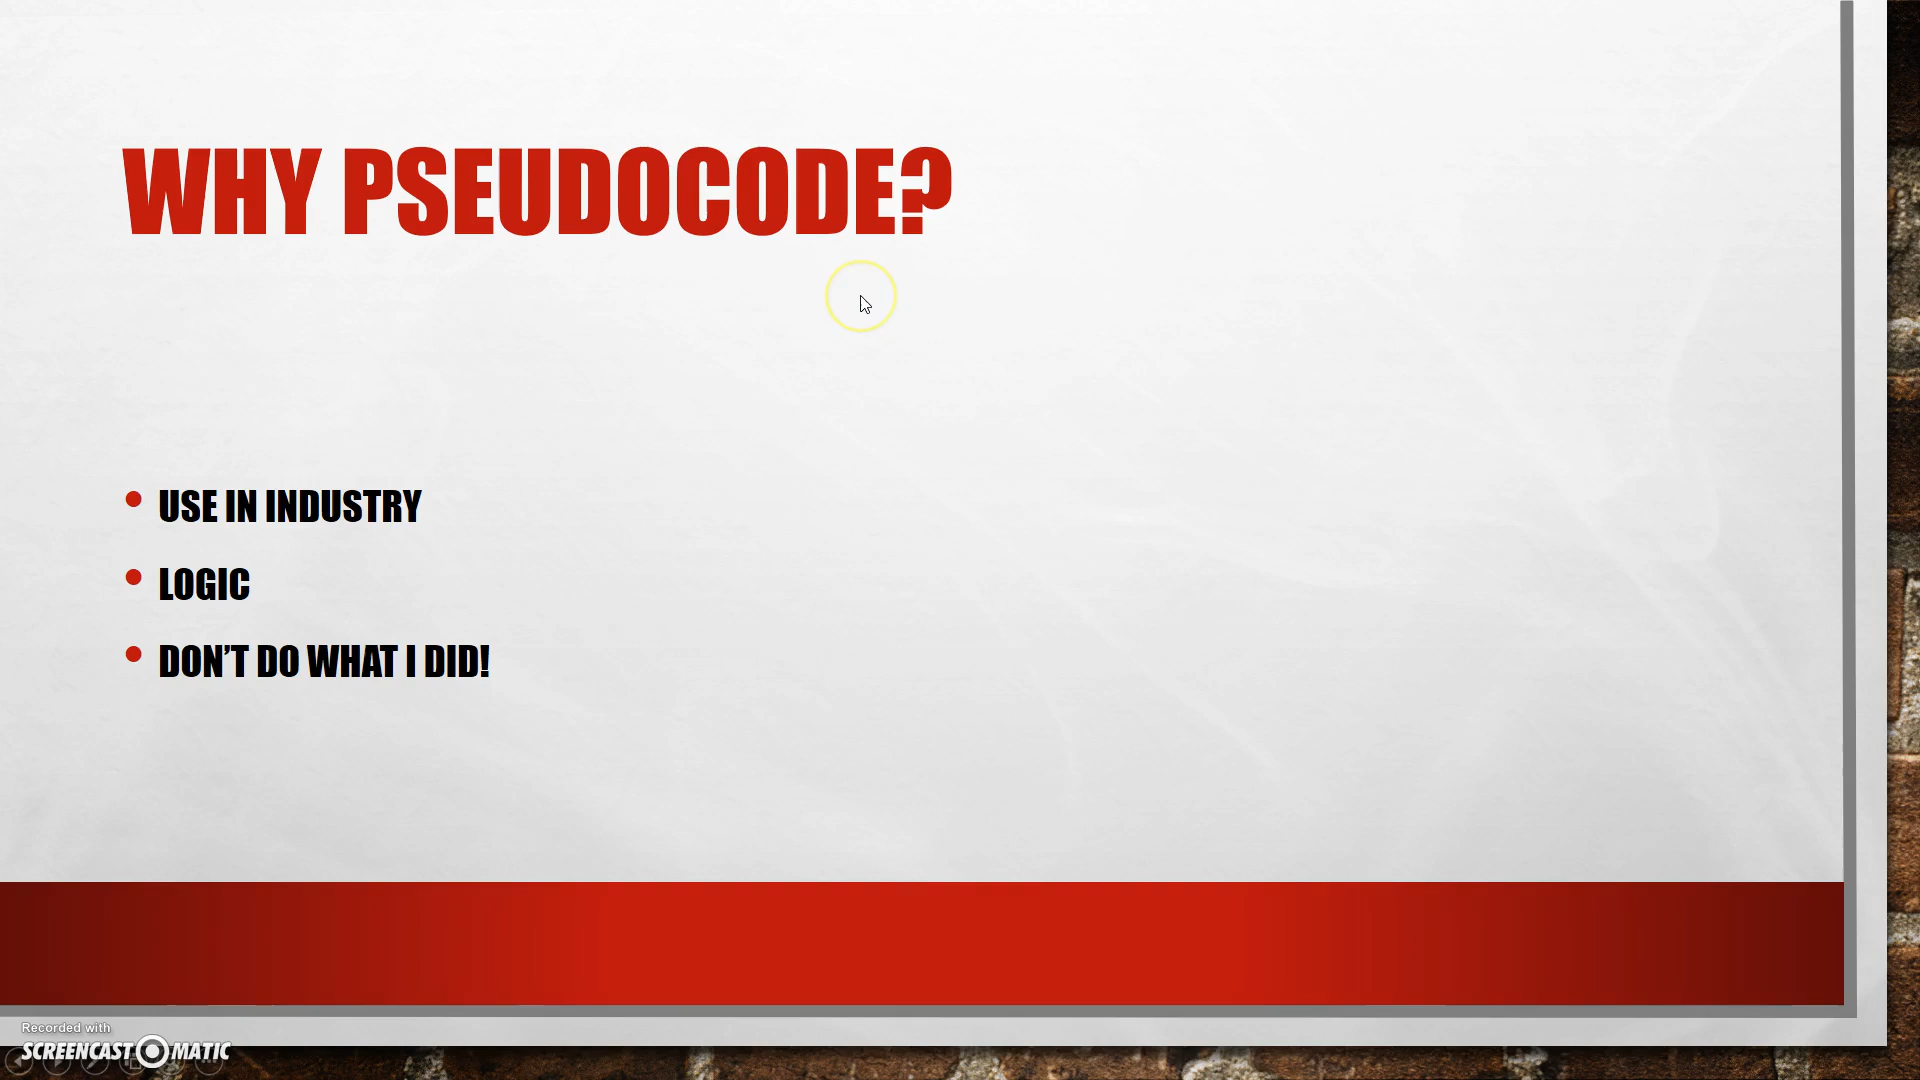 WHY PSEUDOCODE?
USE IN INDUSTRY
LOGIC
DON'T DO WHAT I DID!
Recorded with
SCREENCAST MATIC